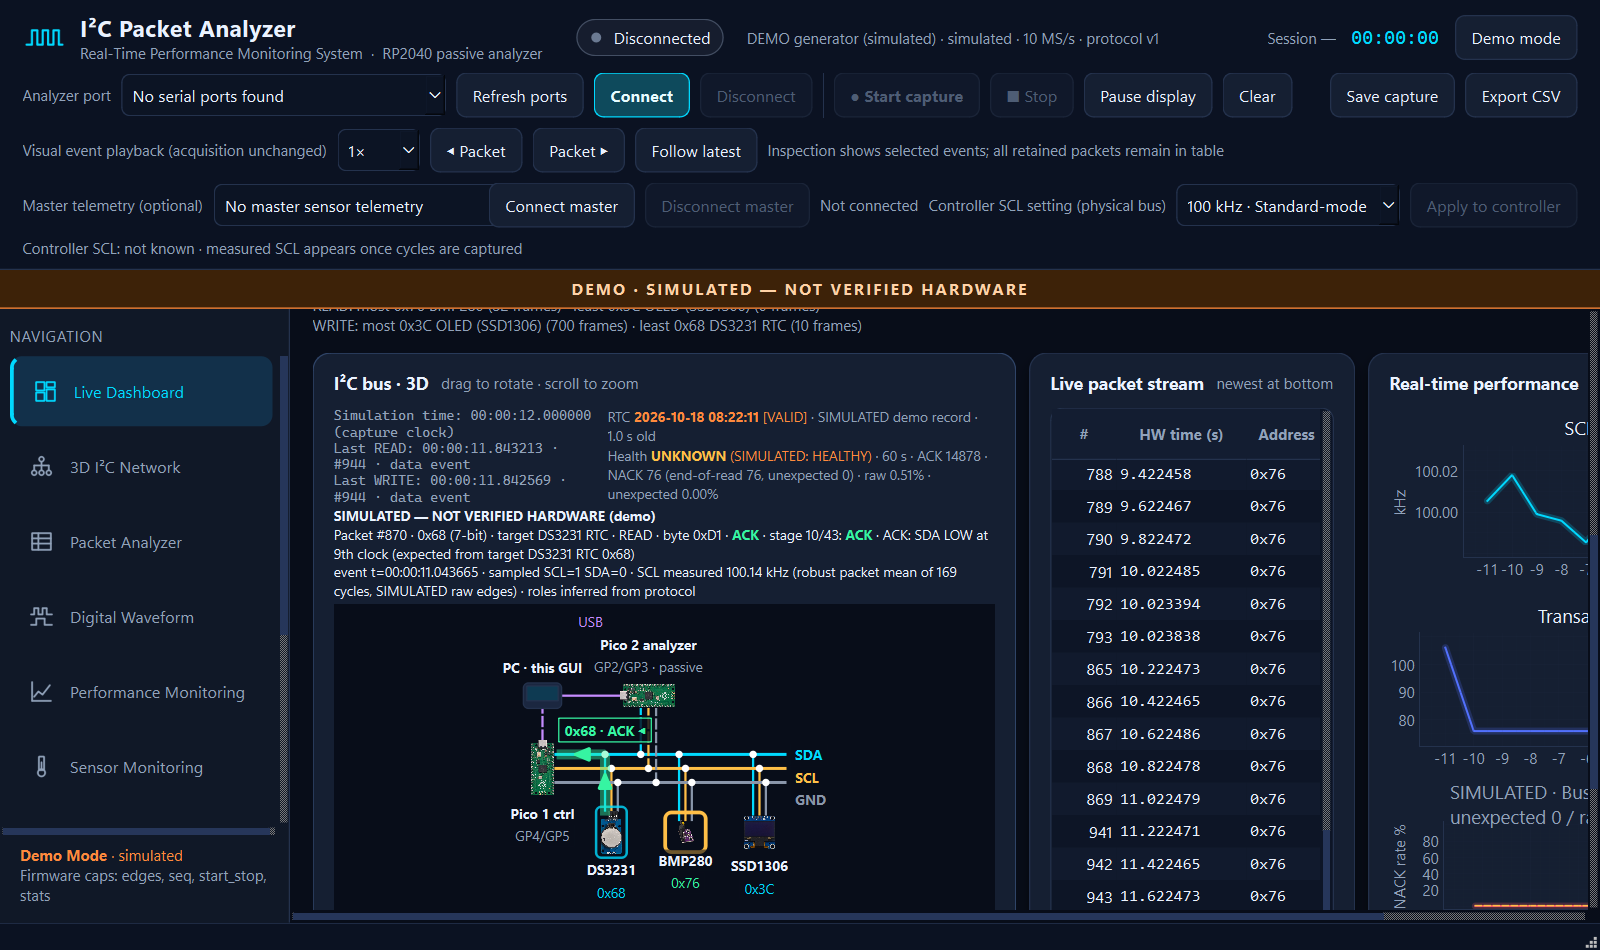 I²C Packet Analyzer
Real-Time Performance Monitoring System · RP2040 passive analyzer
Disconnected
DEMO generator (simulated) · simulated · 10 MS/s · protocol v1
Session —
00:00:00
Demo mode
Analyzer port
No serial ports found
Refresh ports
Connect
Disconnect
● Start capture
■ Stop
Pause display
Clear
Save capture
Export CSV
Visual event playback (acquisition unchanged)
1×
◂ Packet
Packet ▸
Follow latest
Inspection shows selected events; all retained packets remain in table
Master telemetry (optional)
No master sensor telemetry
Connect master
Disconnect master
Not connected
Controller SCL setting (physical bus)
100 kHz · Standard-mode
Apply to controller
Controller SCL: not known · measured SCL appears once cycles are captured
DEMO · SIMULATED — NOT VERIFIED HARDWARE
NAVIGATION
Live Dashboard
3D I²C Network
Packet Analyzer
Digital Waveform
Performance Monitoring
Sensor Monitoring
Demo Mode · simulated
Firmware caps: edges, seq, start_stop,
stats
WRITE: most 0x3C OLED (SSD1306) (700 frames) · least 0x68 DS3231 RTC (10 frames)
I²C bus · 3D
drag to rotate · scroll to zoom
Simulation time: 00:00:12.000000
(capture clock)
Last READ: 00:00:11.843213 ·
#944 · data event
Last WRITE: 00:00:11.842569 ·
#944 · data event
RTC 2026-10-18 08:22:11 [VALID] · SIMULATED demo record ·
1.0 s old
Health UNKNOWN (SIMULATED: HEALTHY) · 60 s · ACK 14878 ·
NACK 76 (end-of-read 76, unexpected 0) · raw 0.51% ·
unexpected 0.00%
SIMULATED — NOT VERIFIED HARDWARE (demo)
Packet #870 · 0x68 (7-bit) · target DS3231 RTC · READ · byte 0xD1 · ACK · stage 10/43: ACK · ACK: SDA LOW at
9th clock (expected from target DS3231 RTC 0x68)
event t=00:00:11.043665 · sampled SCL=1 SDA=0 · SCL measured 100.14 kHz (robust packet mean of 169
cycles, SIMULATED raw edges) · roles inferred from protocol
USB
Pico 2 analyzer
PC · this GUI
GP2/GP3 · passive
0x68 · ACK ◂
SDA
SCL
GND
Pico 1 ctrl
GP4/GP5
DS3231
0x68
BMP280
0x76
SSD1306
0x3C
Live packet stream
newest at bottom
# HW time (s) Address
788 9.422458 0x76
789 9.622467 0x76
790 9.822472 0x76
791 10.022485 0x76
792 10.023394 0x76
793 10.023838 0x76
865 10.222473 0x76
866 10.422465 0x76
867 10.622486 0x76
868 10.822478 0x76
869 11.022479 0x76
941 11.222471 0x76
942 11.422465 0x76
943 11.622473 0x76
Real-time performance
SCL
100.02
100.00
kHz
-11 -10 -9 -8
Transa
100
90
80
-11 -10 -9 -8 -7
SIMULATED · Bus
unexpected 0 / ra
NACK rate %
80
60
40
20